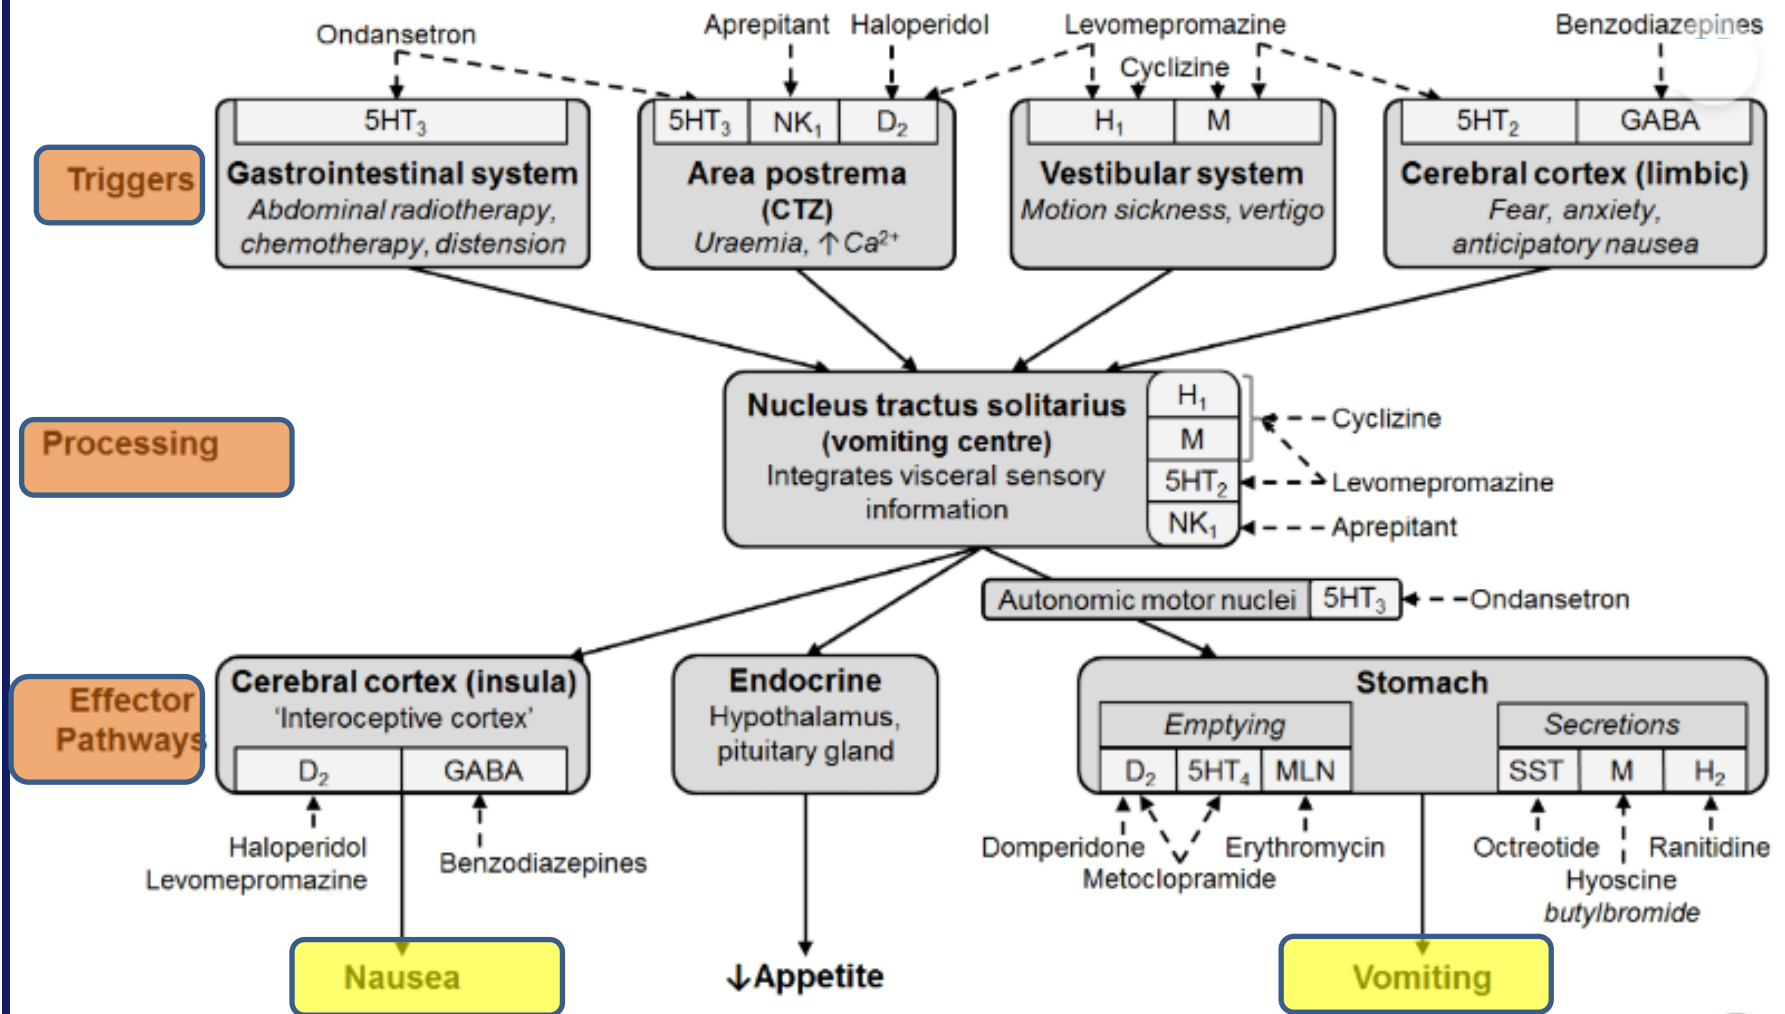 Ondansetron
Aprepitant
Haloperidol
Levomepromazine
Benzodiazepines
Cyclizine
5HT₃
5HT₃
NK₁
D₂
H₁
M
5HT₂
GABA
Triggers
Gastrointestinal system
Abdominal radiotherapy,
chemotherapy, distension
Area postrema
(CTZ)
Uraemia, ↑Ca²⁺
Vestibular system
Motion sickness, vertigo
Cerebral cortex (limbic)
Fear, anxiety,
anticipatory nausea
Processing
Nucleus tractus solitarius
(vomiting centre)
Integrates visceral sensory
information
H₁
M
5HT₂
NK₁
Cyclizine
Levomepromazine
Aprepitant
Autonomic motor nuclei
5HT₃
Ondansetron
Effector
Pathways
Cerebral cortex (insula)
‘Interoceptive cortex’
D₂
GABA
Haloperidol
Levomepromazine
Benzodiazepines
Endocrine
Hypothalamus,
pituitary gland
Stomach
Emptying
D₂
5HT₄
MLN
Secretions
SST
M
H₂
Domperidone
Metoclopramide
Erythromycin
Octreotide
Hyoscine
butylbromide
Ranitidine
Nausea
↓Appetite
Vomiting